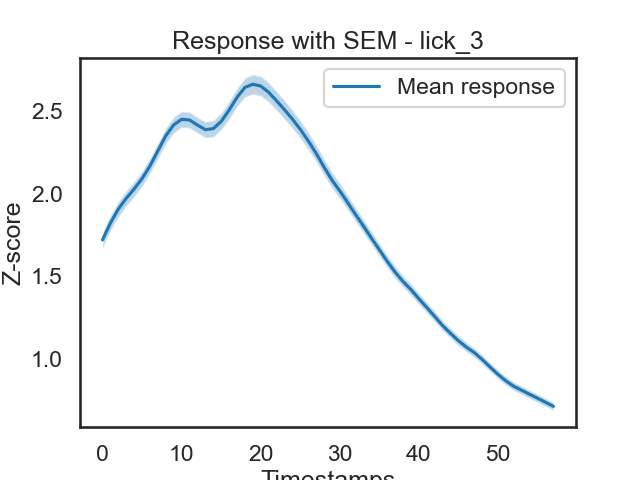 Response with SEM - lick_3
Mean response
Z-score
2.5
2.0
1.5
1.0
0 10 20 30 40 50
Timestamps